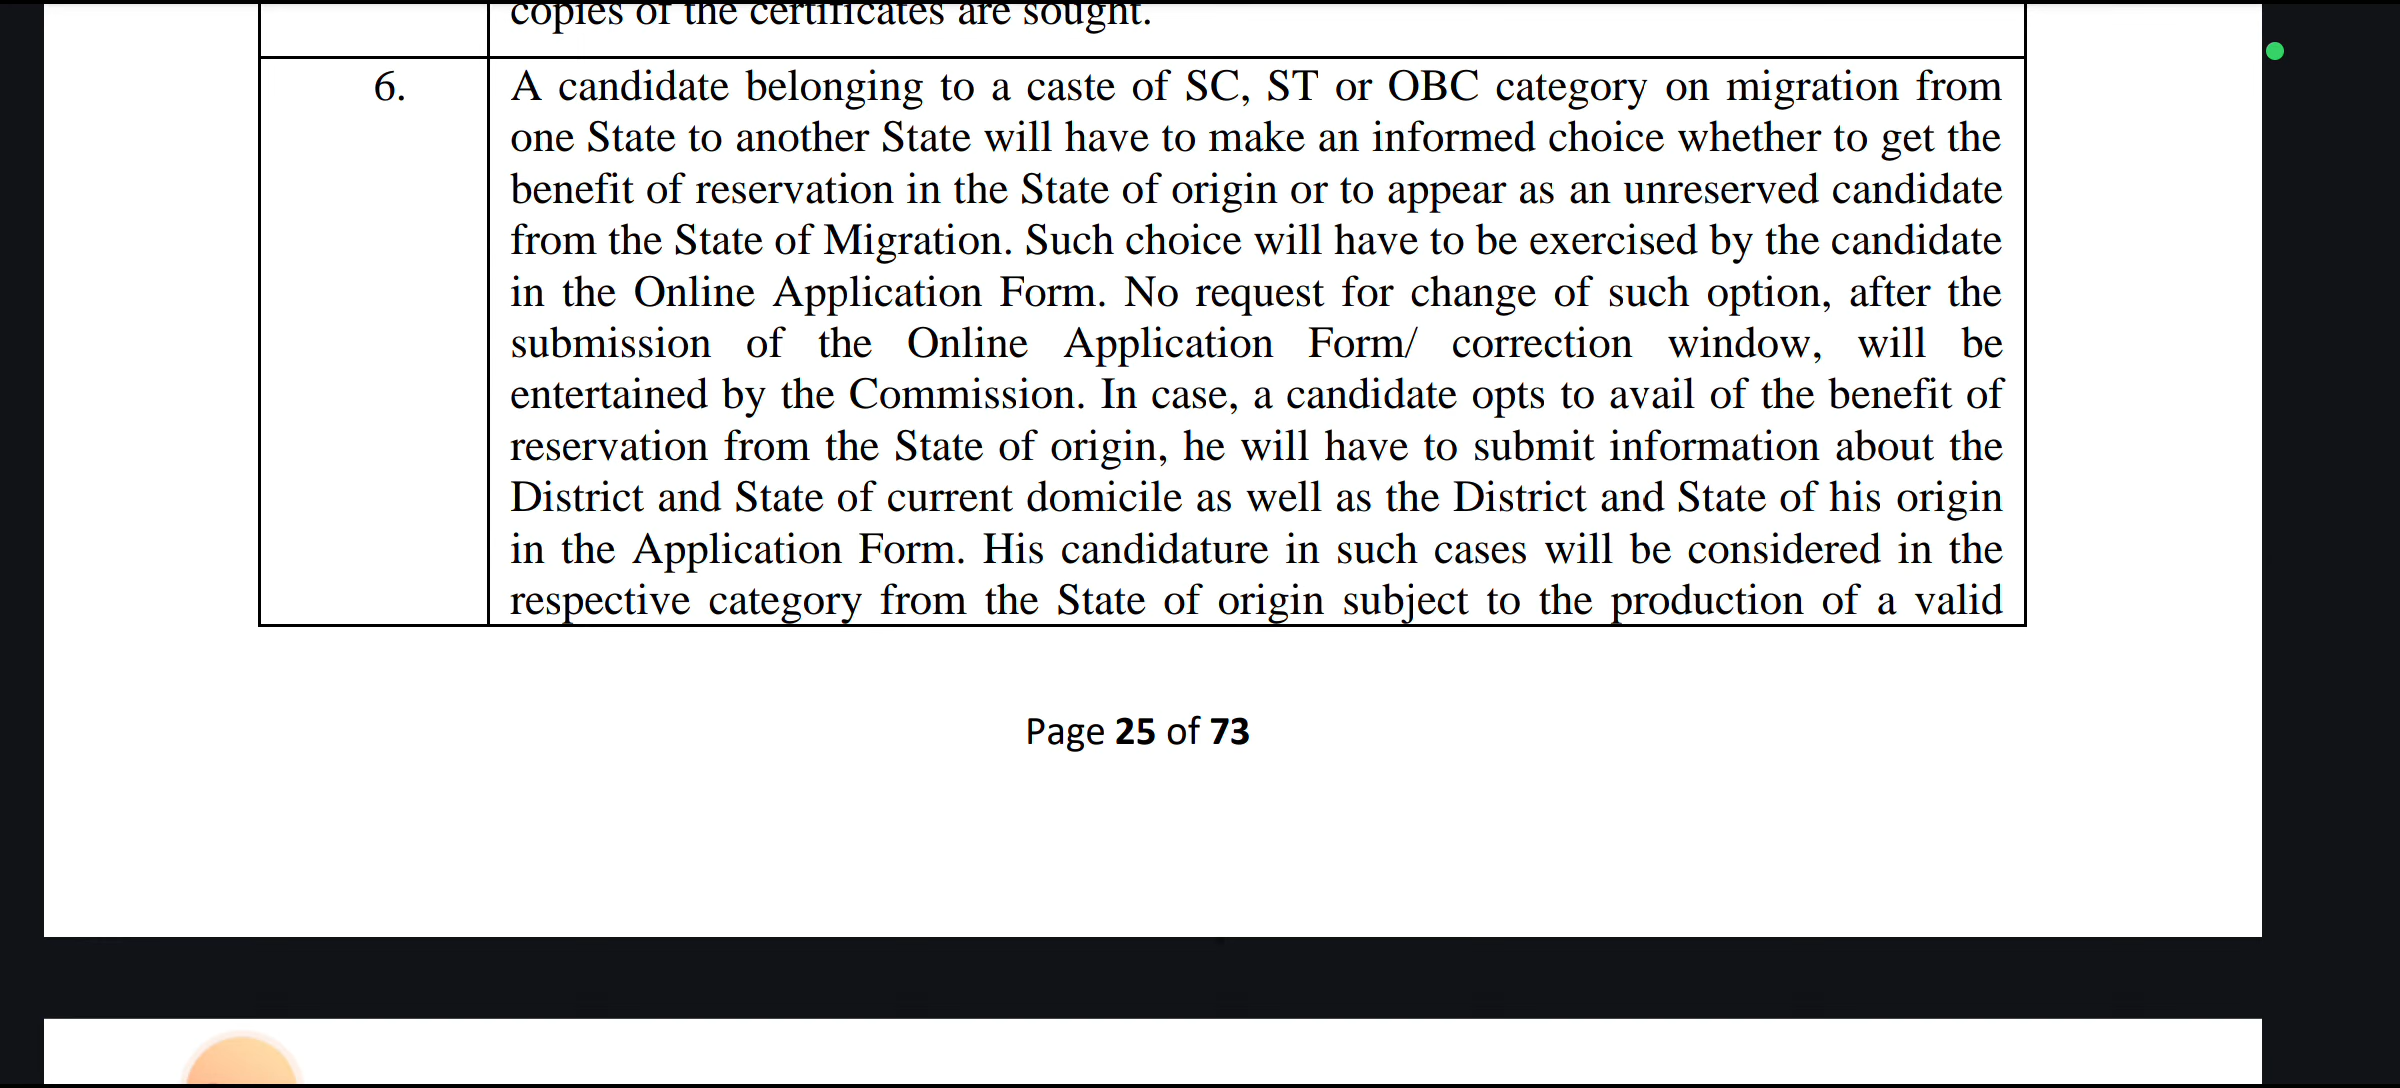 copies of the certificates are sought.
6.
A candidate belonging to a caste of SC, ST or OBC category on migration from
one State to another State will have to make an informed choice whether to get the
benefit of reservation in the State of origin or to appear as an unreserved candidate
from the State of Migration. Such choice will have to be exercised by the candidate
in the Online Application Form. No request for change of such option, after the
submission of the Online Application Form/ correction window, will be
entertained by the Commission. In case, a candidate opts to avail of the benefit of
reservation from the State of origin, he will have to submit information about the
District and State of current domicile as well as the District and State of his origin
in the Application Form. His candidature in such cases will be considered in the
respective category from the State of origin subject to the production of a valid
Page 25 of 73